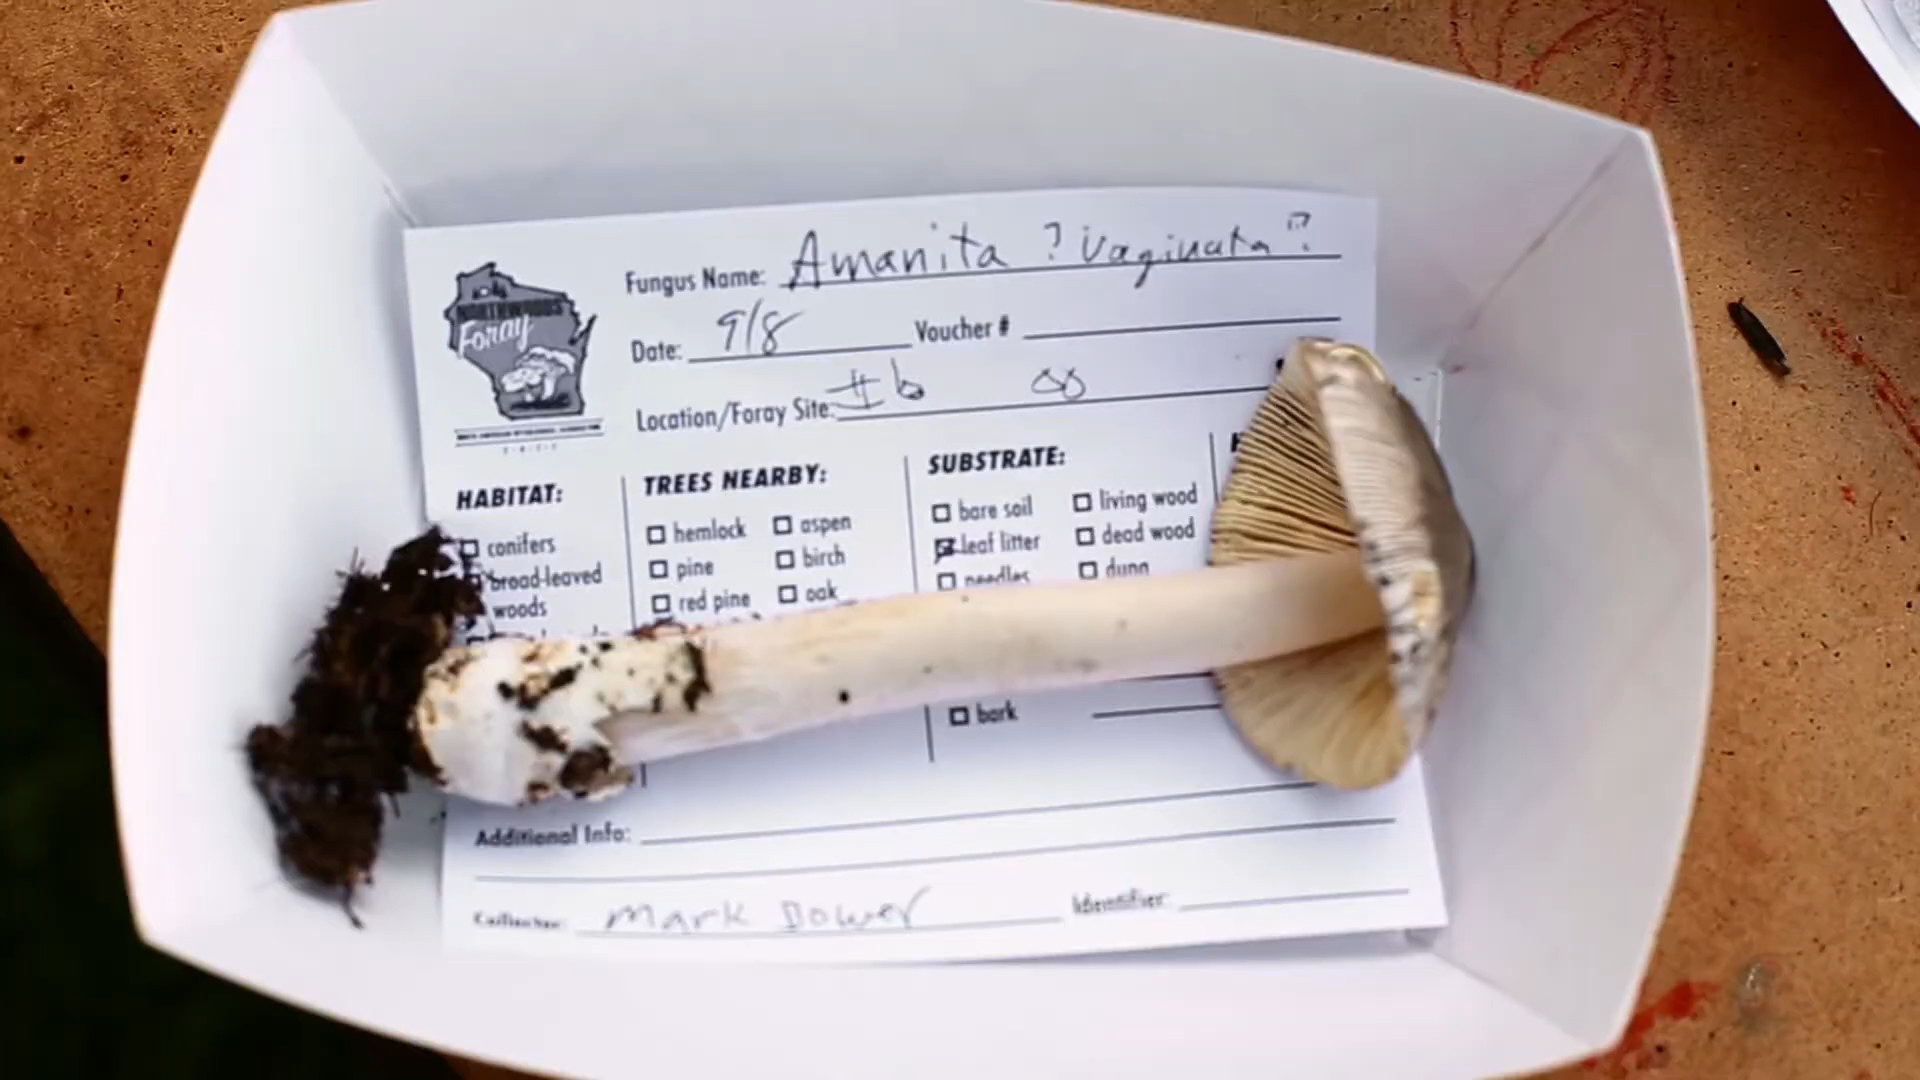 Fungus Name: Amanita ? Vaginata ?
NORTHWOODS
Foray
Date: 9/8 Voucher #
Location/Foray Site: #6
HABITAT:
conifers
broad-leaved
woods
TREES NEARBY:
hemlock aspen
pine birch
red pine oak
SUBSTRATE:
bare soil living wood
leaf litter dead wood
needles dung
bark
Additional Info:
Collector: Mark Dower Identifier: